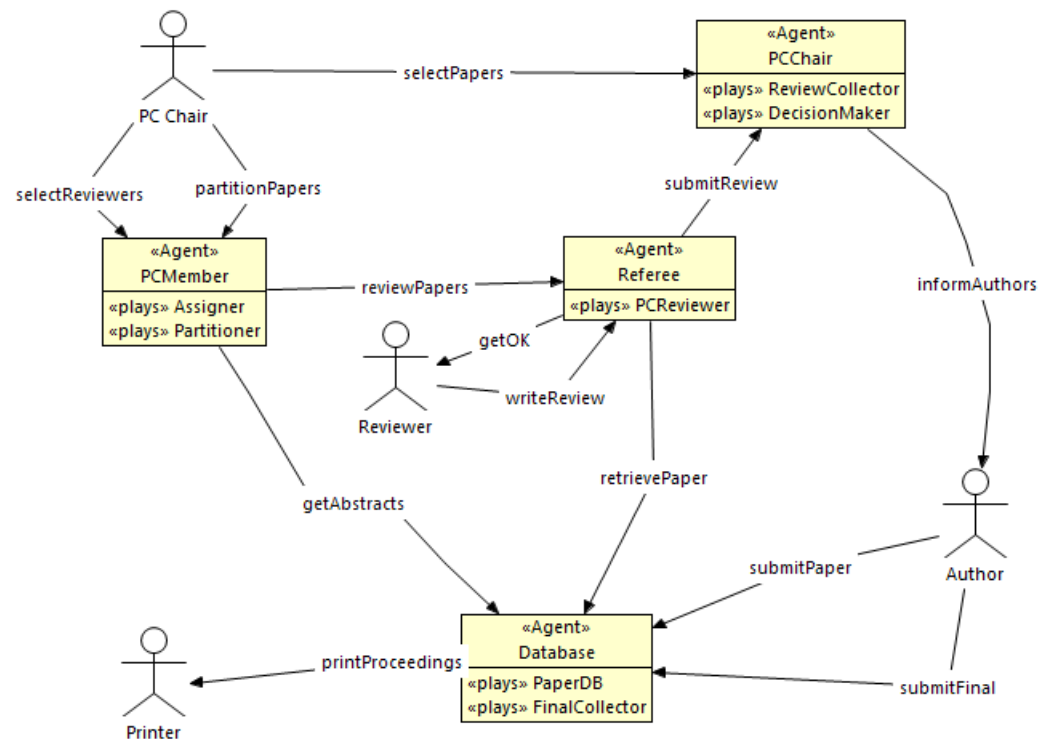 «Agent»
PCChair
«plays» ReviewCollector
«plays» DecisionMaker
selectPapers
PC Chair
submitReview
selectReviewers
partitionPapers
«Agent»
PCMember
«plays» Assigner
«plays» Partitioner
reviewPapers
«Agent»
Referee
«plays» PCReviewer
informAuthors
getOK
writeReview
Reviewer
retrievePaper
getAbstracts
submitPaper
Author
«Agent»
Database
«plays» PaperDB
«plays» FinalCollector
printProceedings
submitFinal
Printer